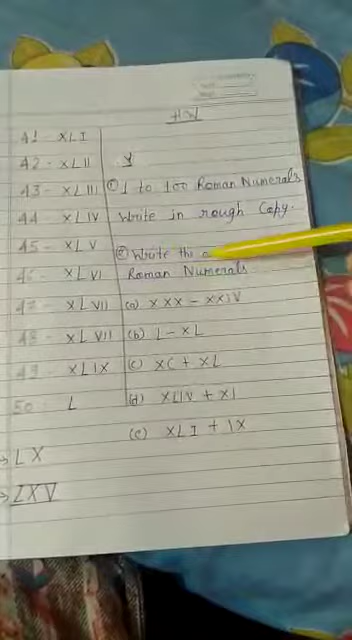 HW
41 - XLI
42 - XLII
43 - XLIII
44 - XLIV
45 - XLV
46 - XLVI
47 - XLVII
48 - XLVII
49 - XLIX
50 - L
→ LX
→ LXV
① 1 to 100 Roman Numerals
Write in rough Copy.
② Write the
Roman Numerals.
(a) XXX - XXIV
(b) L - XL
(c) XC + XL
(d) XLIV + XI
(e) XLI + IX